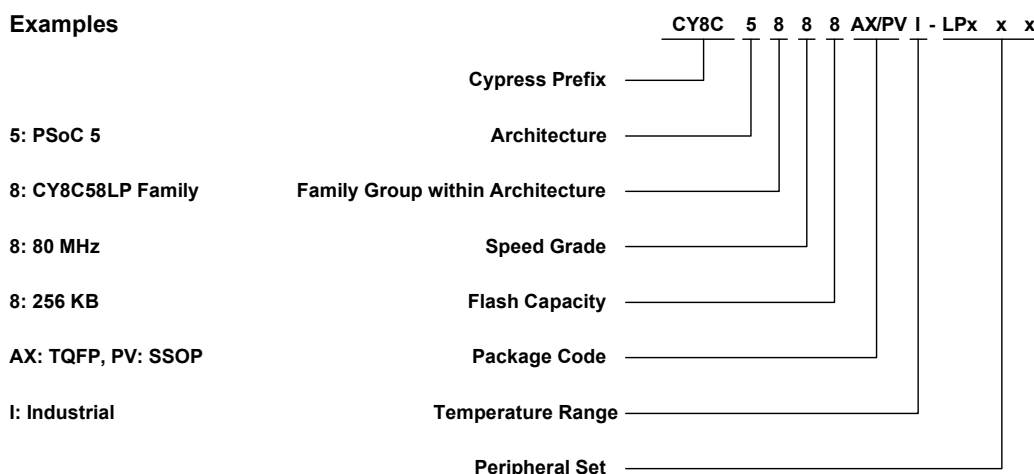 Examples CY8C 5 8 8 8 AX/PV I - LPx x x
Cypress Prefix
5: PSoC 5 Architecture
8: CY8C58LP Family Family Group within Architecture
8: 80 MHz Speed Grade
8: 256 KB Flash Capacity
AX: TQFP, PV: SSOP Package Code
I: Industrial Temperature Range
Peripheral Set